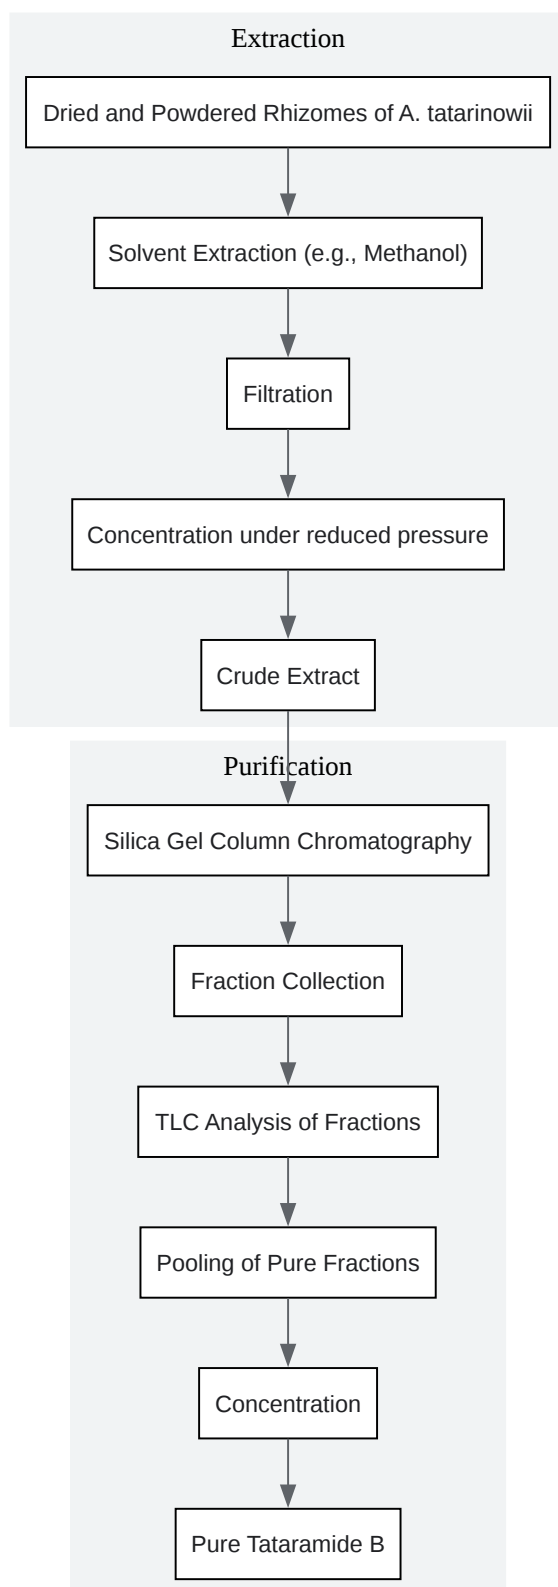 Extraction
Dried and Powdered Rhizomes of A. tatarinowii
Solvent Extraction (e.g., Methanol)
Filtration
Concentration under reduced pressure
Crude Extract
Purification
Silica Gel Column Chromatography
Fraction Collection
TLC Analysis of Fractions
Pooling of Pure Fractions
Concentration
Pure Tataramide B